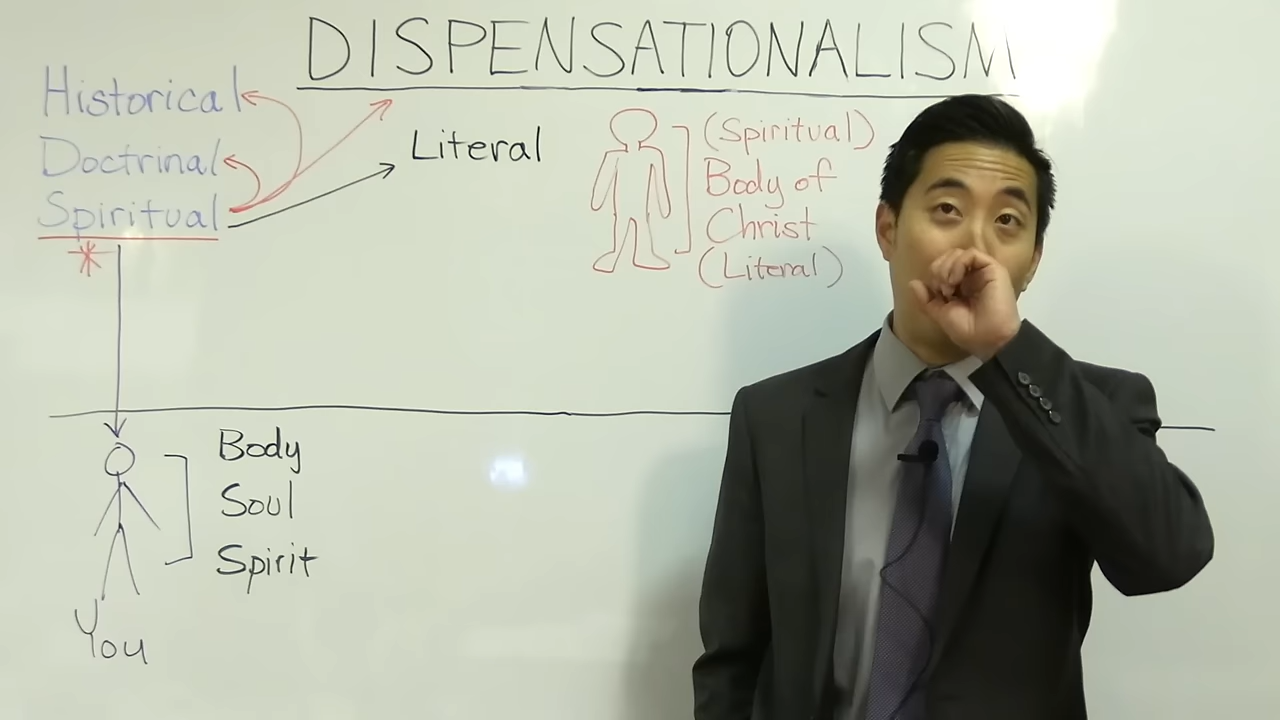 DISPENSATIONALISM
Historical
Doctrinal
Spiritual
Literal
(Spiritual)
Body of
Christ
(Literal)
Body
Soul
Spirit
You